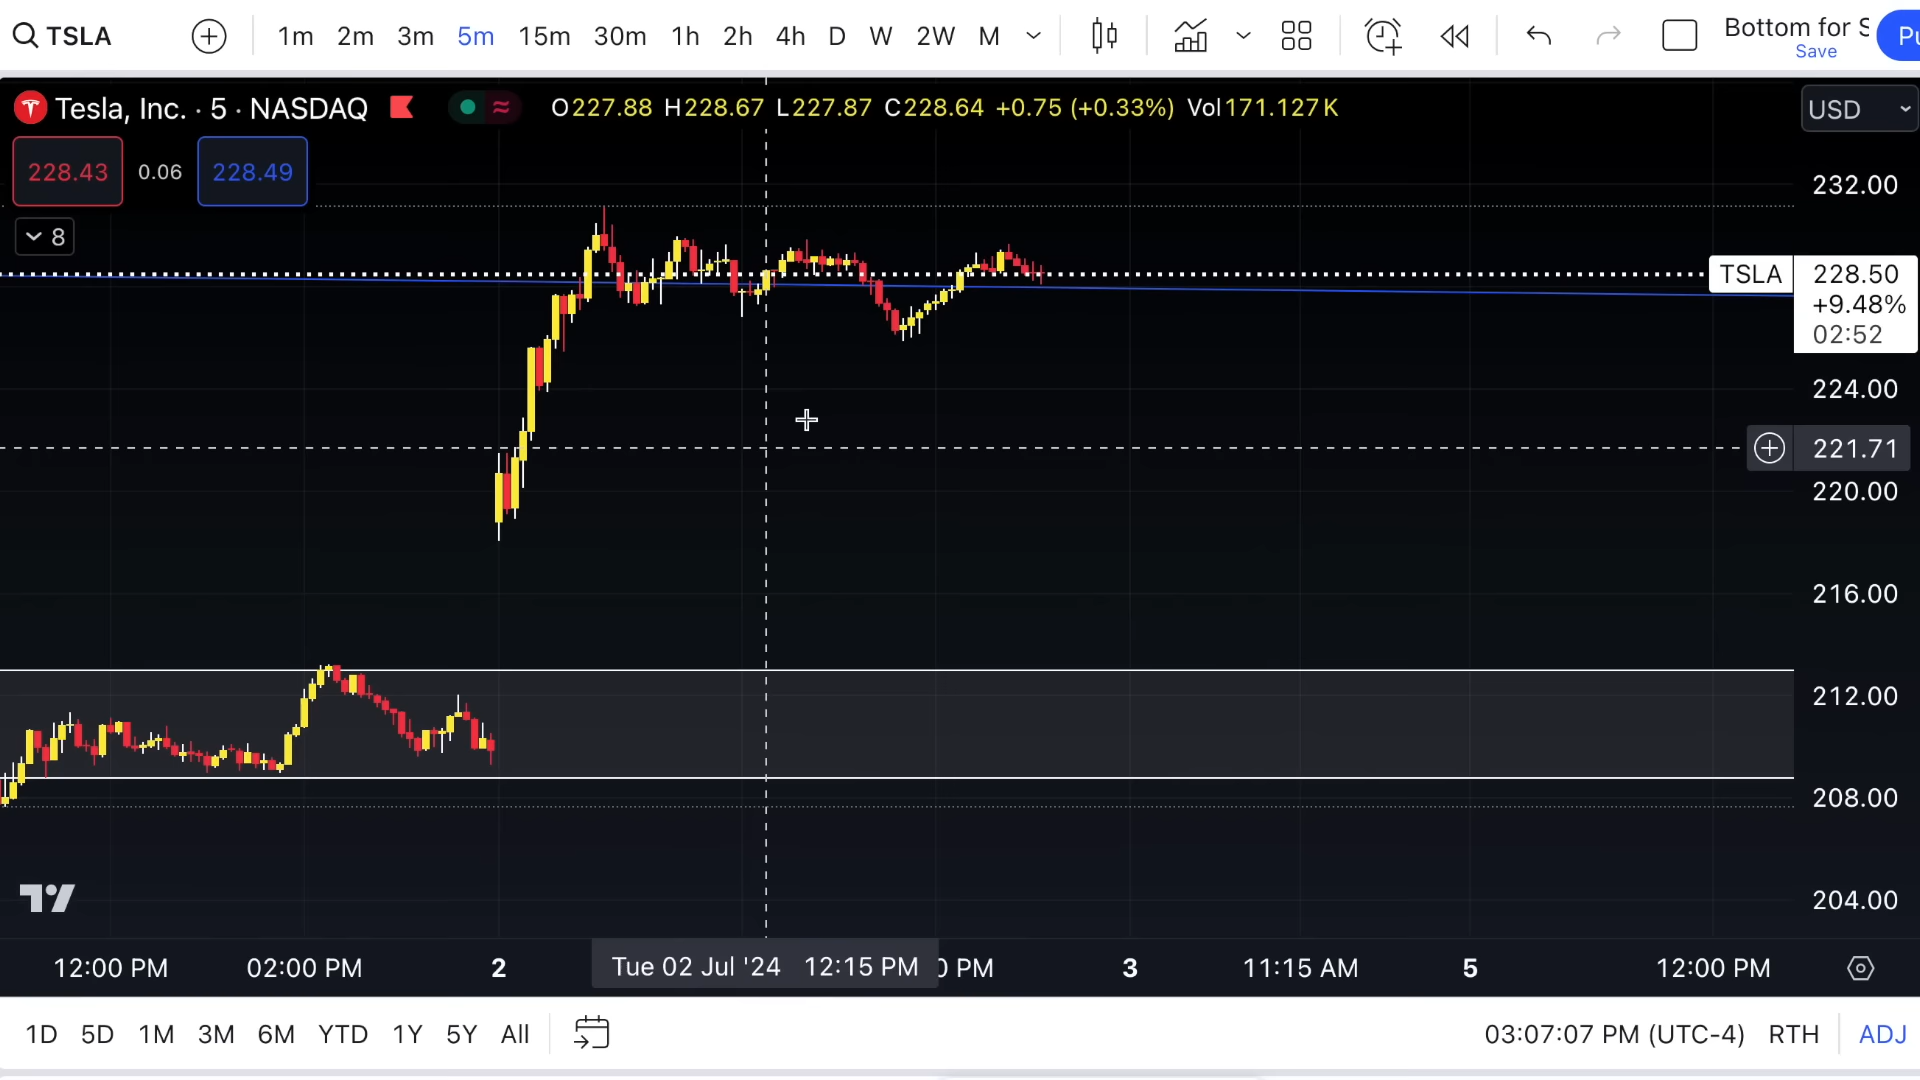 TSLA 1m 2m 3m 5m 15m 30m 1h 2h 4h D W 2W M Bottom for S
Save
Tesla, Inc. · 5 · NASDAQ O227.88 H228.67 L227.87 C228.64 +0.75 (+0.33%) Vol171.127K USD
228.43 0.06 228.49
8
232.00
TSLA 228.50
+9.48%
02:52
224.00
221.71
220.00
216.00
212.00
208.00
204.00
12:00 PM 02:00 PM 2 Tue 02 Jul '24 12:15 PM 0 PM 3 11:15 AM 5 12:00 PM
1D 5D 1M 3M 6M YTD 1Y 5Y All 03:07:07 PM (UTC-4) RTH ADJ